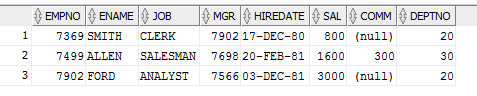 EMPNO ENAME JOB MGR HIREDATE SAL COMM DEPTNO
1 7369 SMITH CLERK 7902 17-DEC-80 800 (null) 20
2 7499 ALLEN SALESMAN 7698 20-FEB-81 1600 300 30
3 7902 FORD ANALYST 7566 03-DEC-81 3000 (null) 20